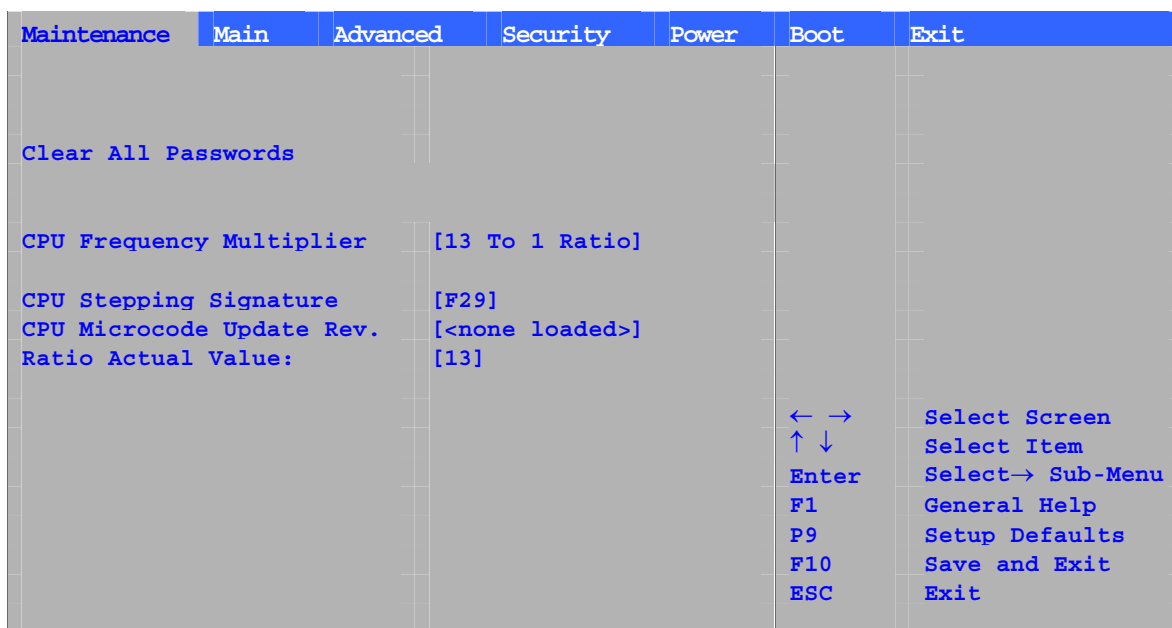 Maintenance Main Advanced Security Power Boot Exit
Clear All Passwords
CPU Frequency Multiplier [13 To 1 Ratio]
CPU Stepping Signature [F29]
CPU Microcode Update Rev. [<none loaded>]
Ratio Actual Value: [13]
← → Select Screen
↑ ↓ Select Item
Enter Select→ Sub-Menu
F1 General Help
P9 Setup Defaults
F10 Save and Exit
ESC Exit